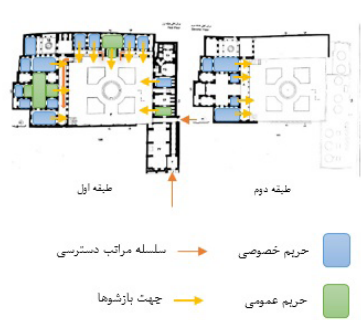 طبقه اول
طبقه دوم
حریم خصوصی
سلسله مراتب دسترسی
حریم عمومی
جهت بازشوها